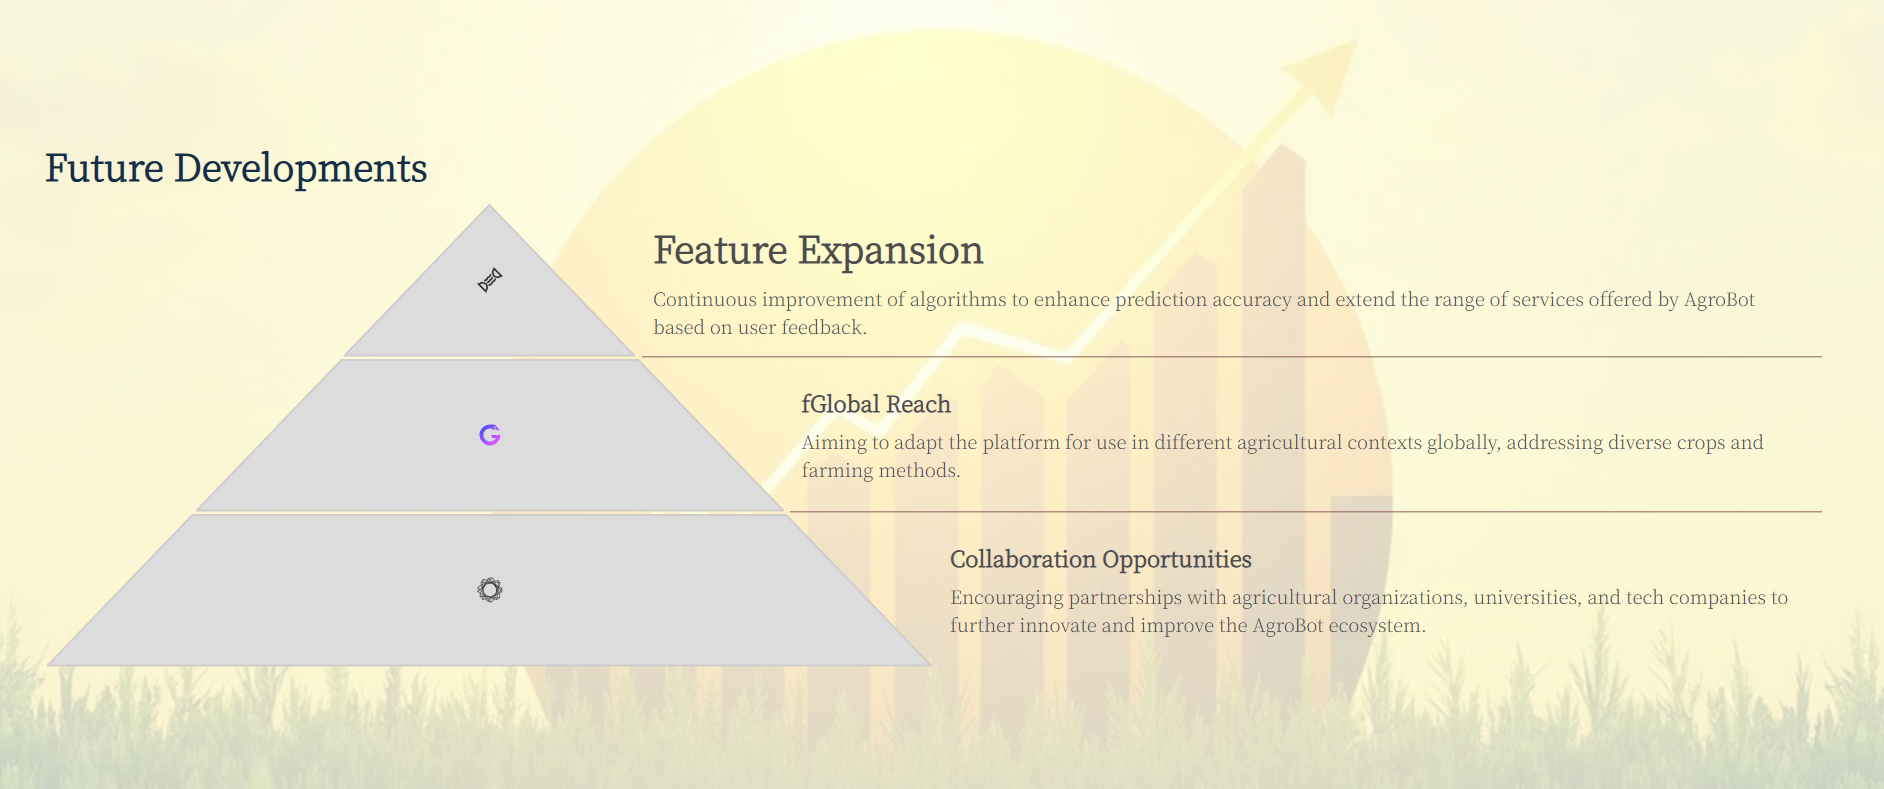 Future Developments
Feature Expansion
Continuous improvement of algorithms to enhance prediction accuracy and extend the range of services offered by AgroBot
based on user feedback.
fGlobal Reach
Aiming to adapt the platform for use in different agricultural contexts globally, addressing diverse crops and
farming methods.
Collaboration Opportunities
Encouraging partnerships with agricultural organizations, universities, and tech companies to
further innovate and improve the AgroBot ecosystem.